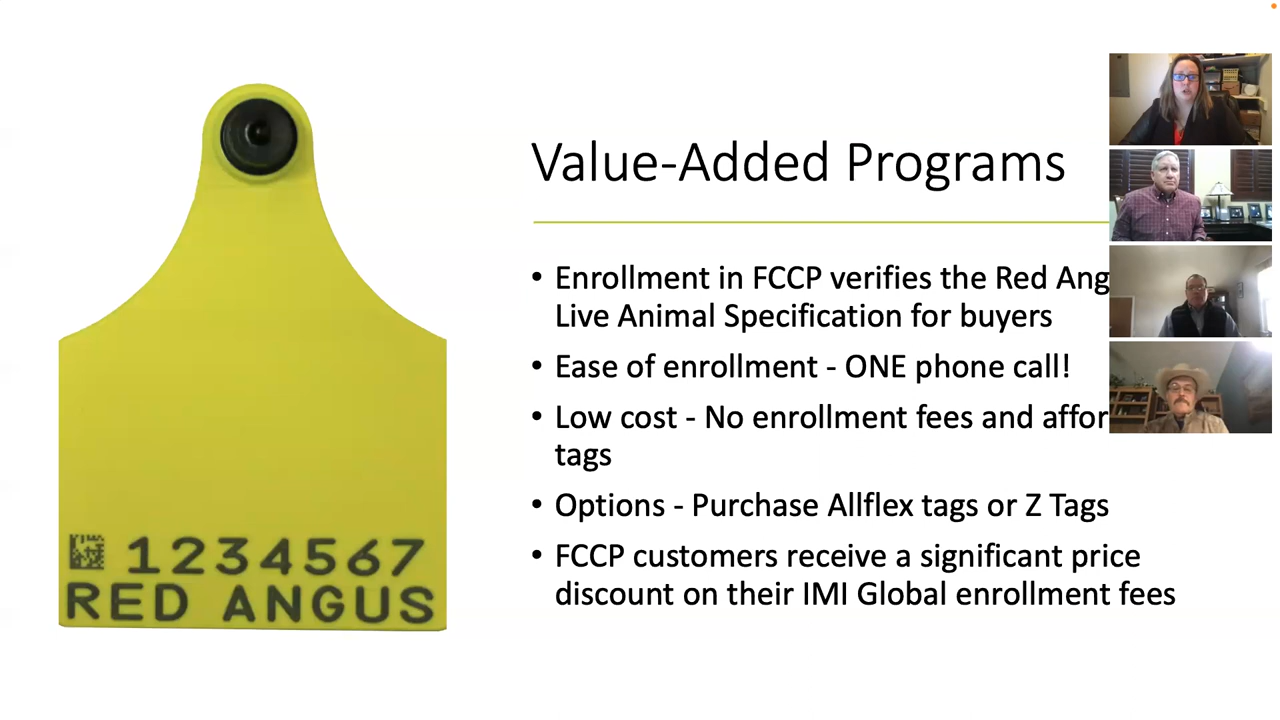 Value-Added Programs
• Enrollment in FCCP verifies the Red Ang
Live Animal Specification for buyers
• Ease of enrollment - ONE phone call!
• Low cost - No enrollment fees and affor
tags
• Options - Purchase Allflex tags or Z Tags
• FCCP customers receive a significant price
discount on their IMI Global enrollment fees
1234567
RED ANGUS